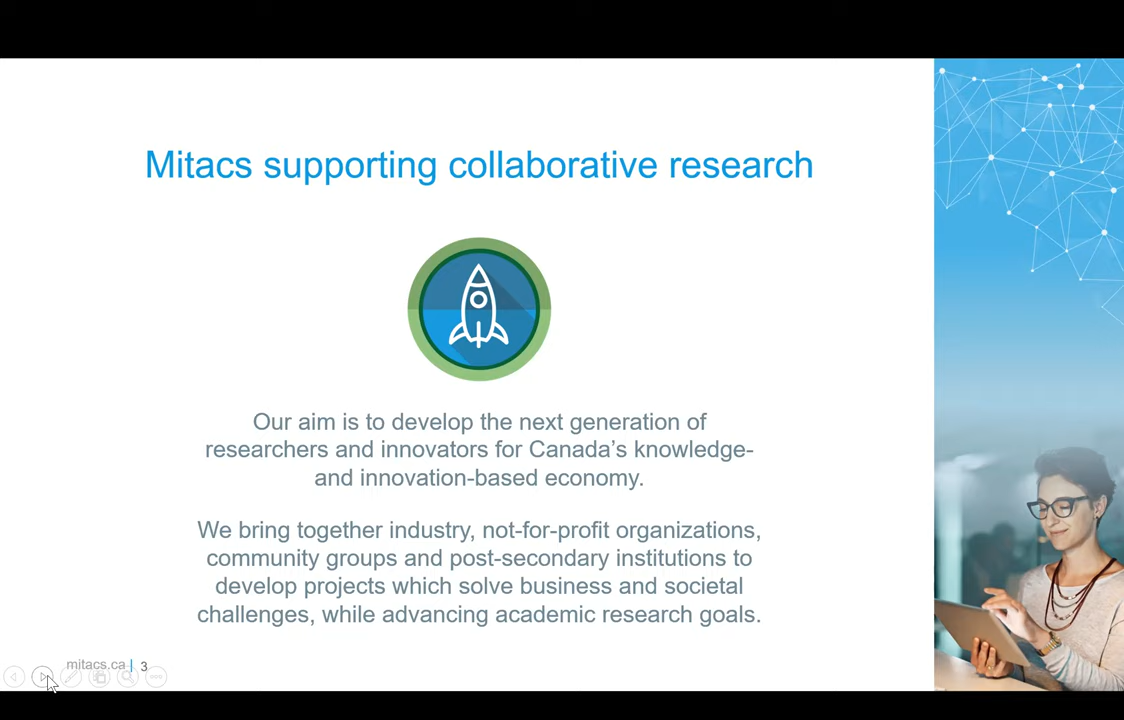 Mitacs supporting collaborative research
Our aim is to develop the next generation of
researchers and innovators for Canada’s knowledge-
and innovation-based economy.
We bring together industry, not-for-profit organizations,
community groups and post-secondary institutions to
develop projects which solve business and societal
challenges, while advancing academic research goals.
mitacs.ca | 3